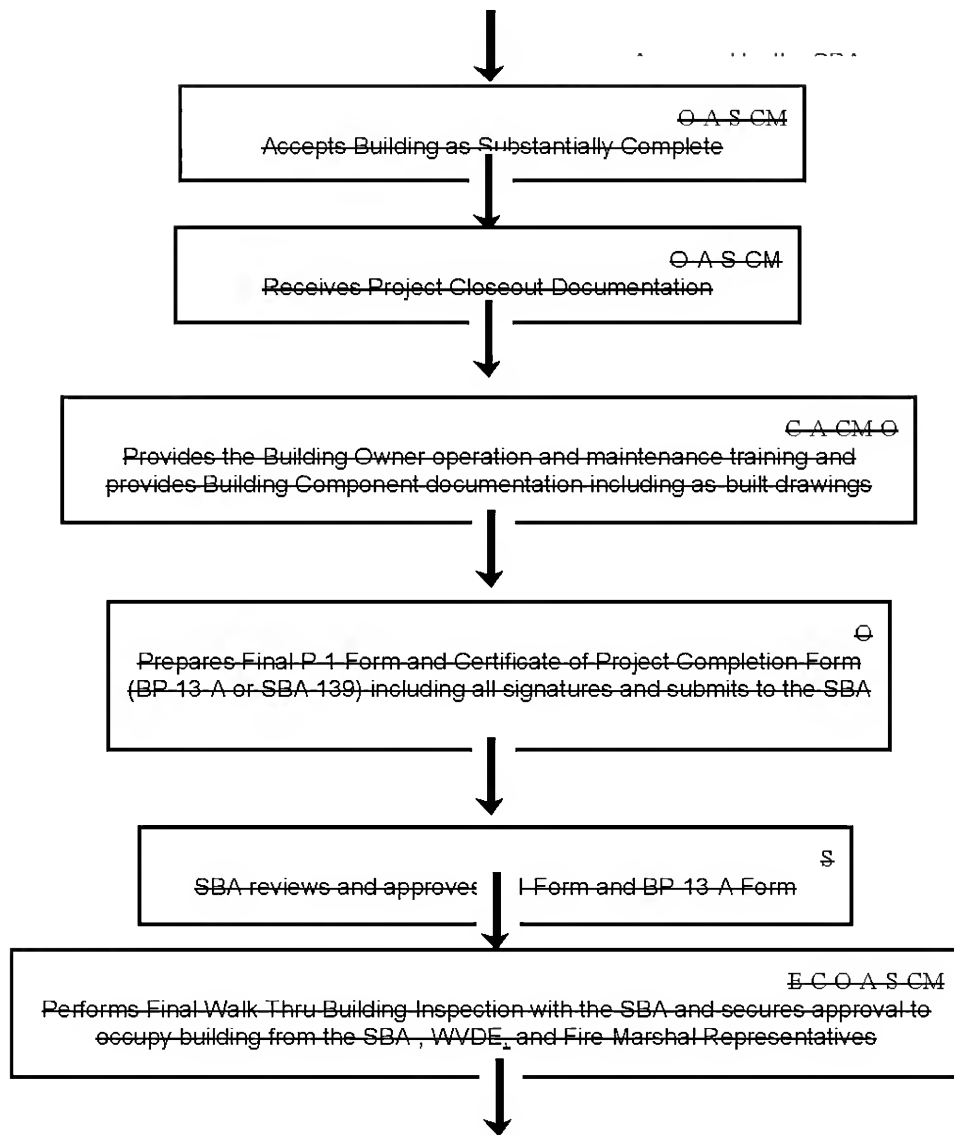 O A S CM
Accepts Building as Substantially Complete
O A S CM
Receives Project Closeout Documentation
C A CM O
Provides the Building Owner operation and maintenance training and
provides Building Component documentation including as-built drawings
O
Prepares Final P-1 Form and Certificate of Project Completion Form
(BP-13-A or SBA-139) including all signatures and submits to the SBA
S
SBA reviews and approves Form and BP-13-A Form
E C O A S CM
Performs Final Walk-Thru Building Inspection with the SBA and secures approval to
occupy building from the SBA , WVDE, and Fire Marshal Representatives